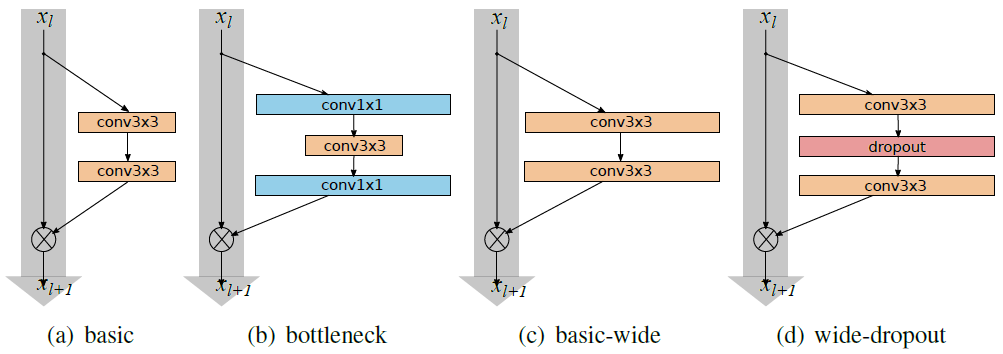 x_l
conv3x3
conv3x3
x_{l+1}
(a) basic
x_l
conv1x1
conv3x3
conv1x1
x_{l+1}
(b) bottleneck
x_l
conv3x3
conv3x3
x_{l+1}
(c) basic-wide
x_l
conv3x3
dropout
conv3x3
x_{l+1}
(d) wide-dropout